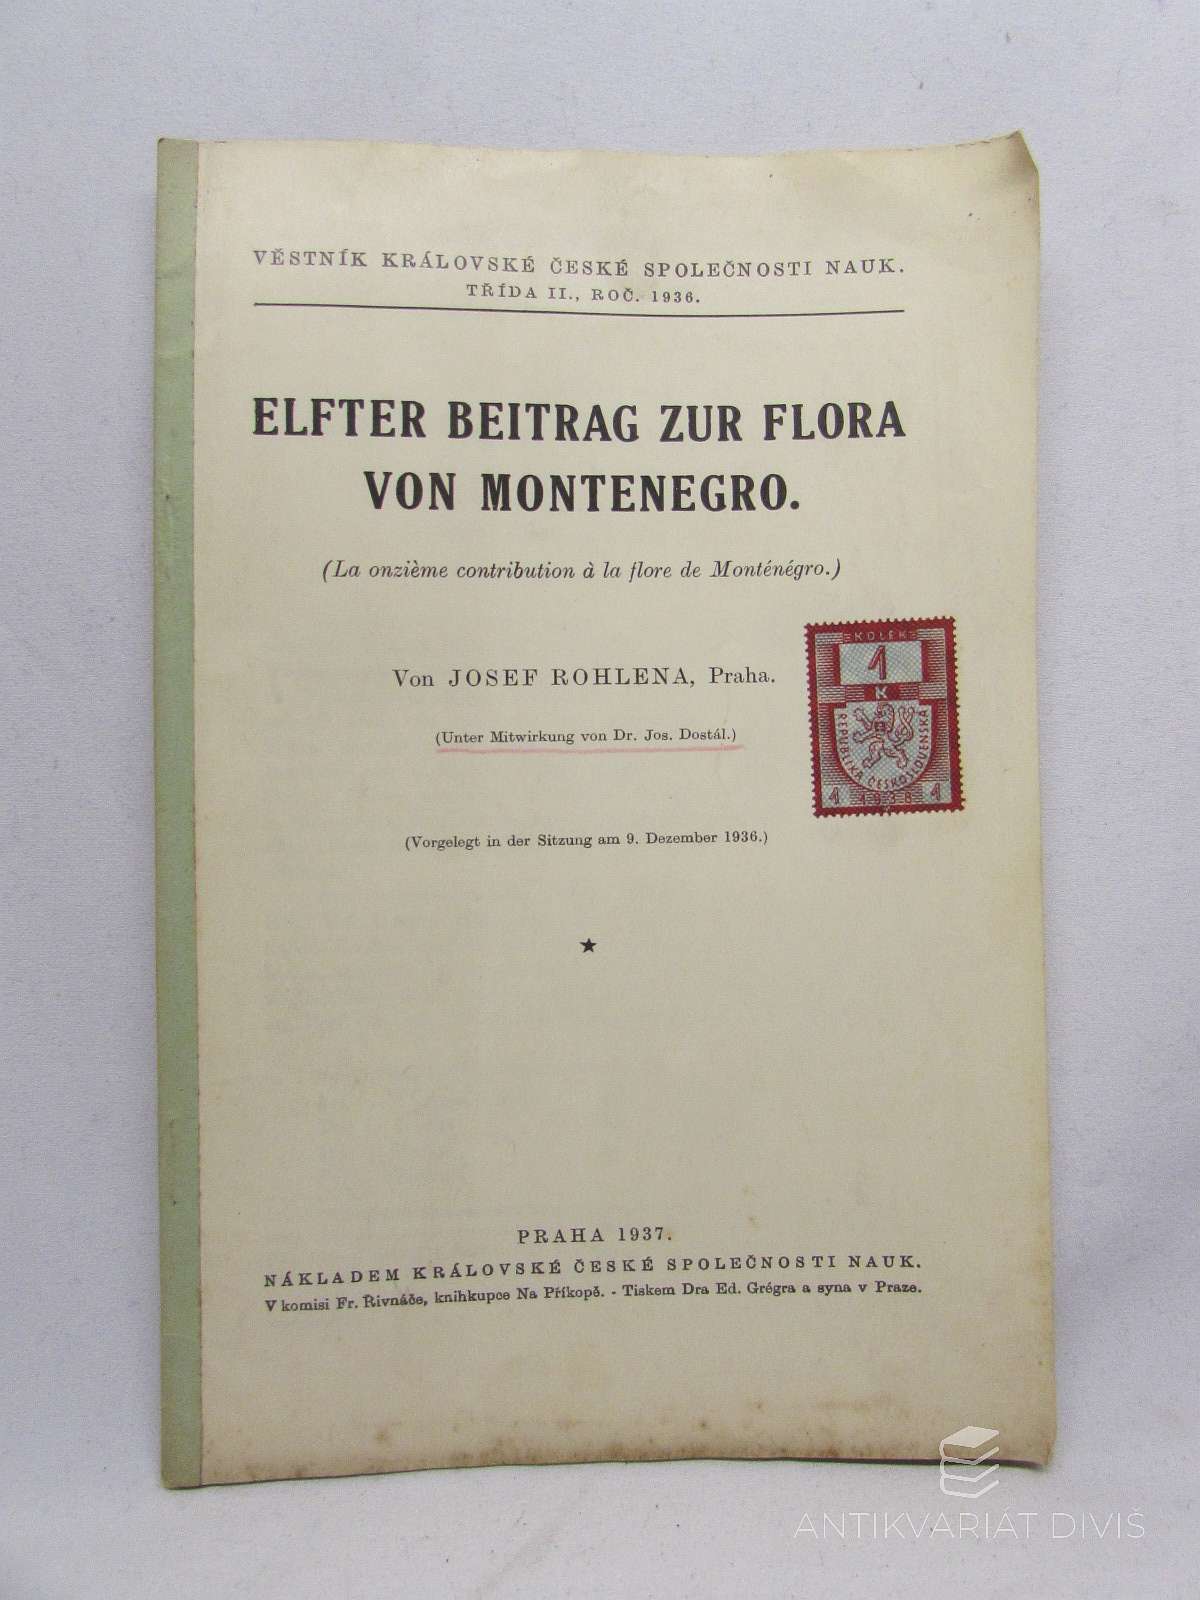 VĚSTNÍK KRÁLOVSKÉ ČESKÉ SPOLEČNOSTI NAUK.
TŘÍDA II., ROČ. 1936.
ELFTER BEITRAG ZUR FLORA
VON MONTENEGRO.
(La onzième contribution à la flore de Monténégro.)
Von JOSEF ROHLENA, Praha.
(Unter Mitwirkung von Dr. Jos. Dostál.)
KOLEK
1
K
REPUBLIKA ČESKOSLOVENSKÁ
1 1938 1
(Vorgelegt in der Sitzung am 9. Dezember 1936.)
PRAHA 1937.
NÁKLADEM KRÁLOVSKÉ ČESKÉ SPOLEČNOSTI NAUK.
V komisi Fr. Řivnáče, knihkupce Na Příkopě. - Tiskem Dra Ed. Grégra a syna v Praze.
ANTIKVARIÁT DIVIŠ